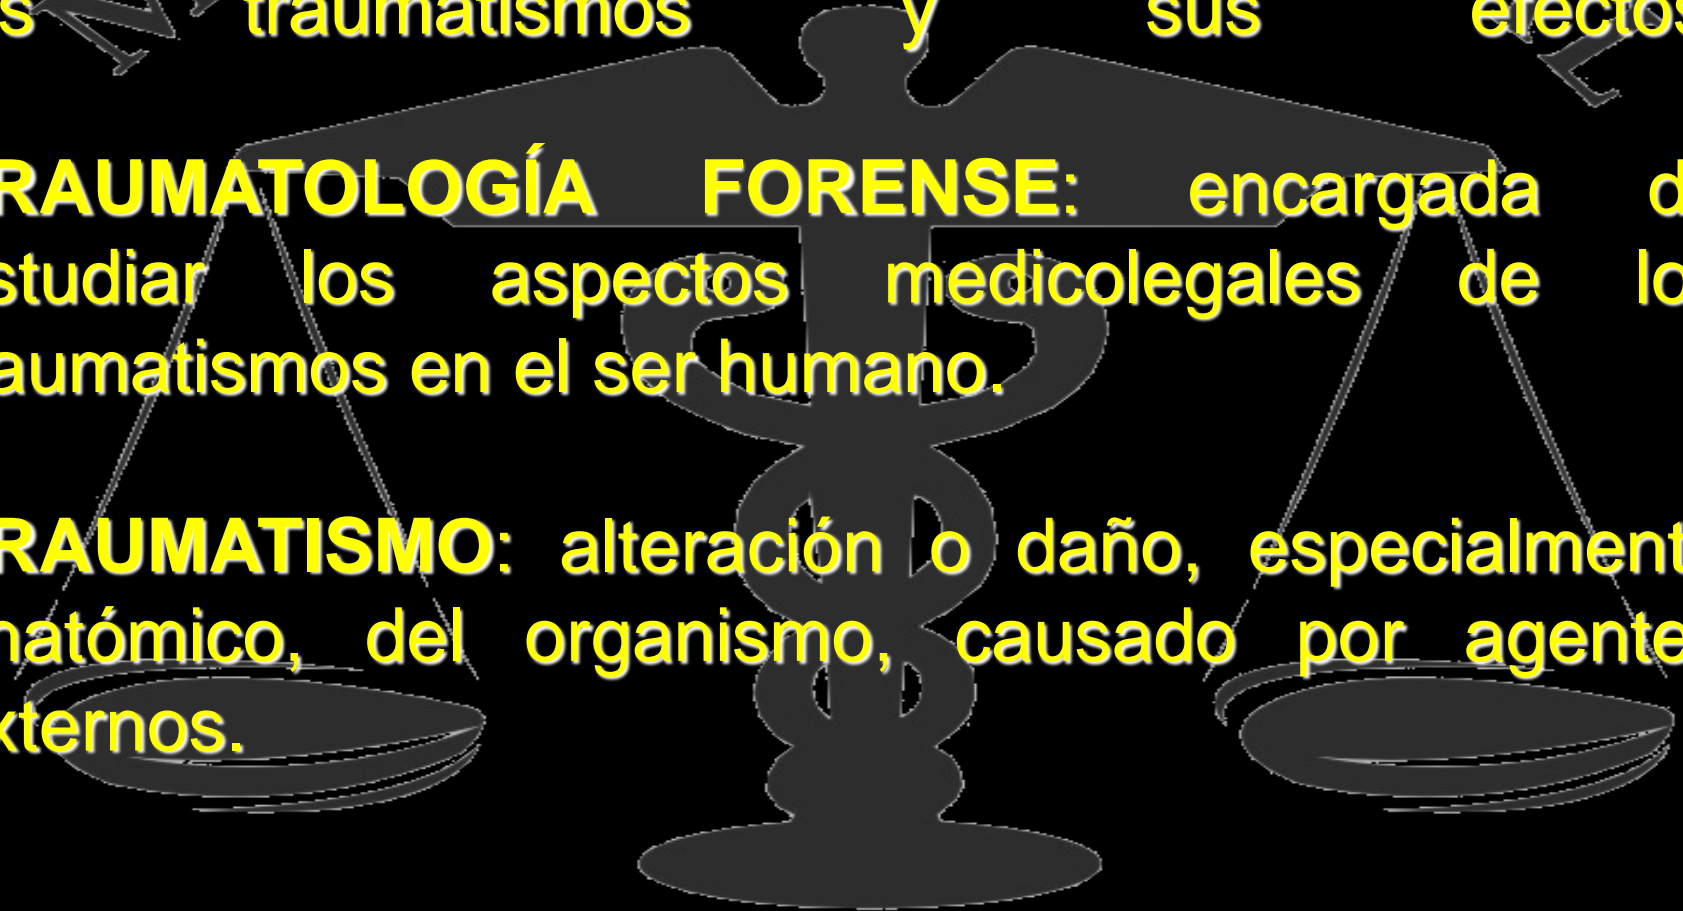 s traumatismos y sus efectos
RAUMATOLOGÍA FORENSE: encargada d
studiar los aspectos medicolegales de lo
aumatismos en el ser humano.
RAUMATISMO: alteración o daño, especialment
natómico, del organismo, causado por agente
xternos.